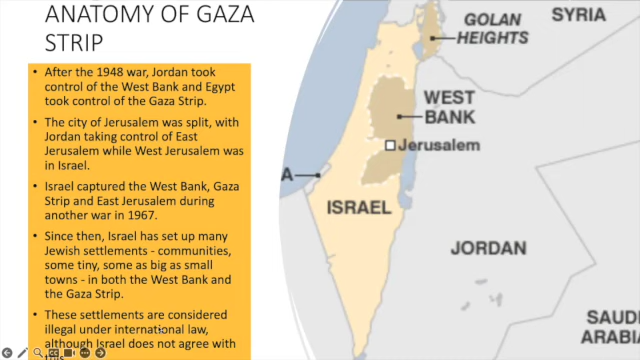 ANATOMY OF GAZA
STRIP
• After the 1948 war, Jordan took
control of the West Bank and Egypt
took control of the Gaza Strip.
• The city of Jerusalem was split, with
Jordan taking control of East
Jerusalem while West Jerusalem was
in Israel.
• Israel captured the West Bank, Gaza
Strip and East Jerusalem during
another war in 1967.
• Since then, Israel has set up many
Jewish settlements - communities,
some tiny, some as big as small
towns - in both the West Bank and
the Gaza Strip.
• These settlements are considered
illegal under international law,
although Israel does not agree with
this.
GOLAN
HEIGHTS
SYRIA
WEST
BANK
Jerusalem
A
ISRAEL
JORDAN
SAUD
ARABI